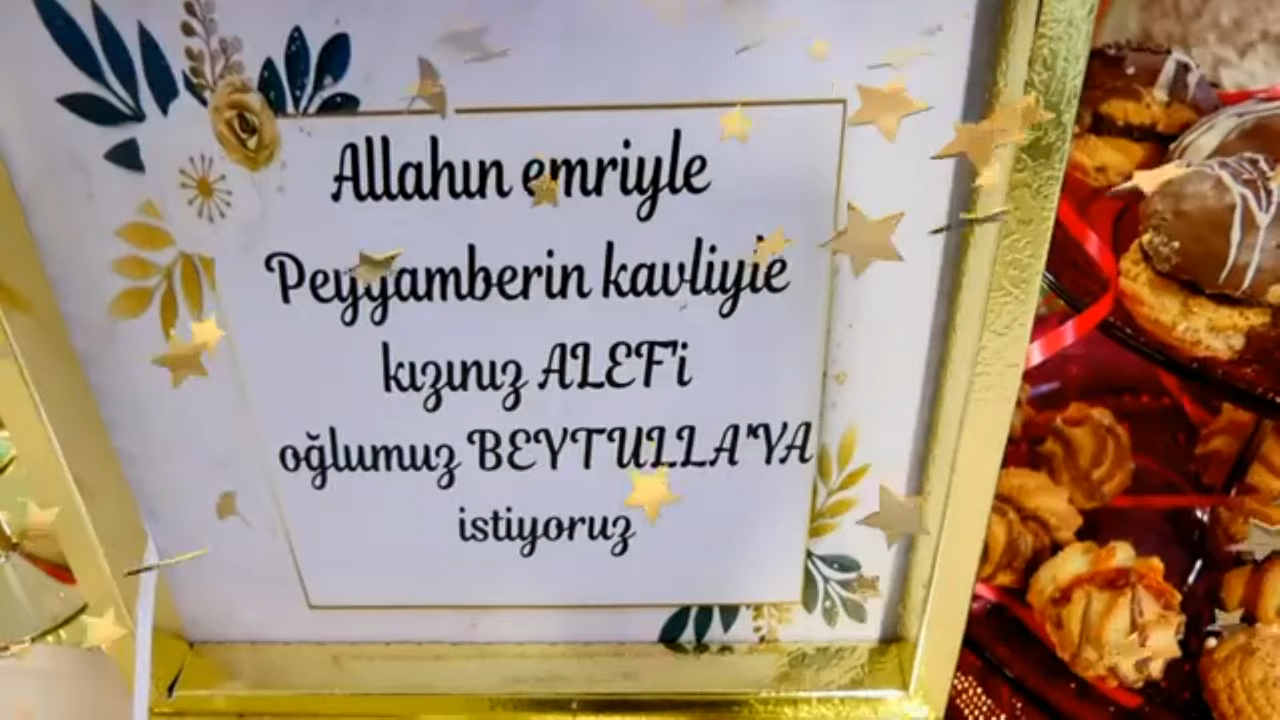 Allahın emriyle
Peygamberin kavliyle
kızınız ALEF'i
oğlumuz BEYTULLA'YA
istiyoruz